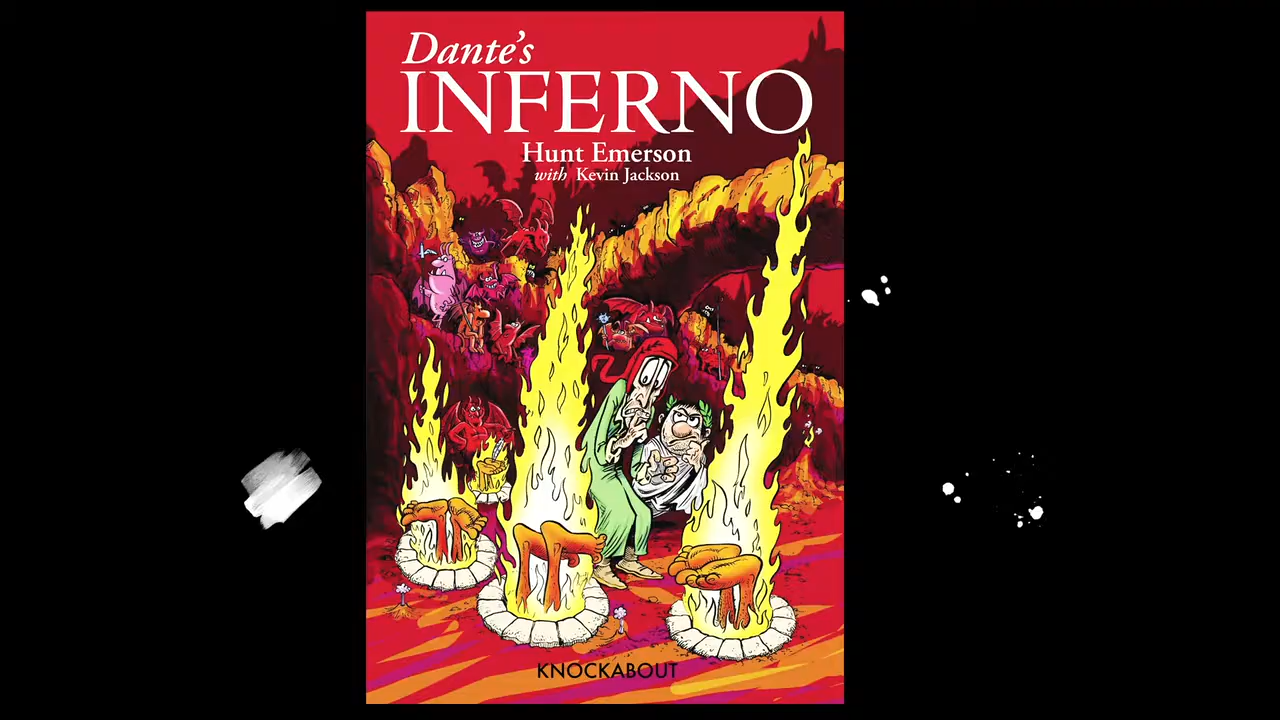 Dante's
INFERNO
Hunt Emerson
with Kevin Jackson
KNOCKABOUT